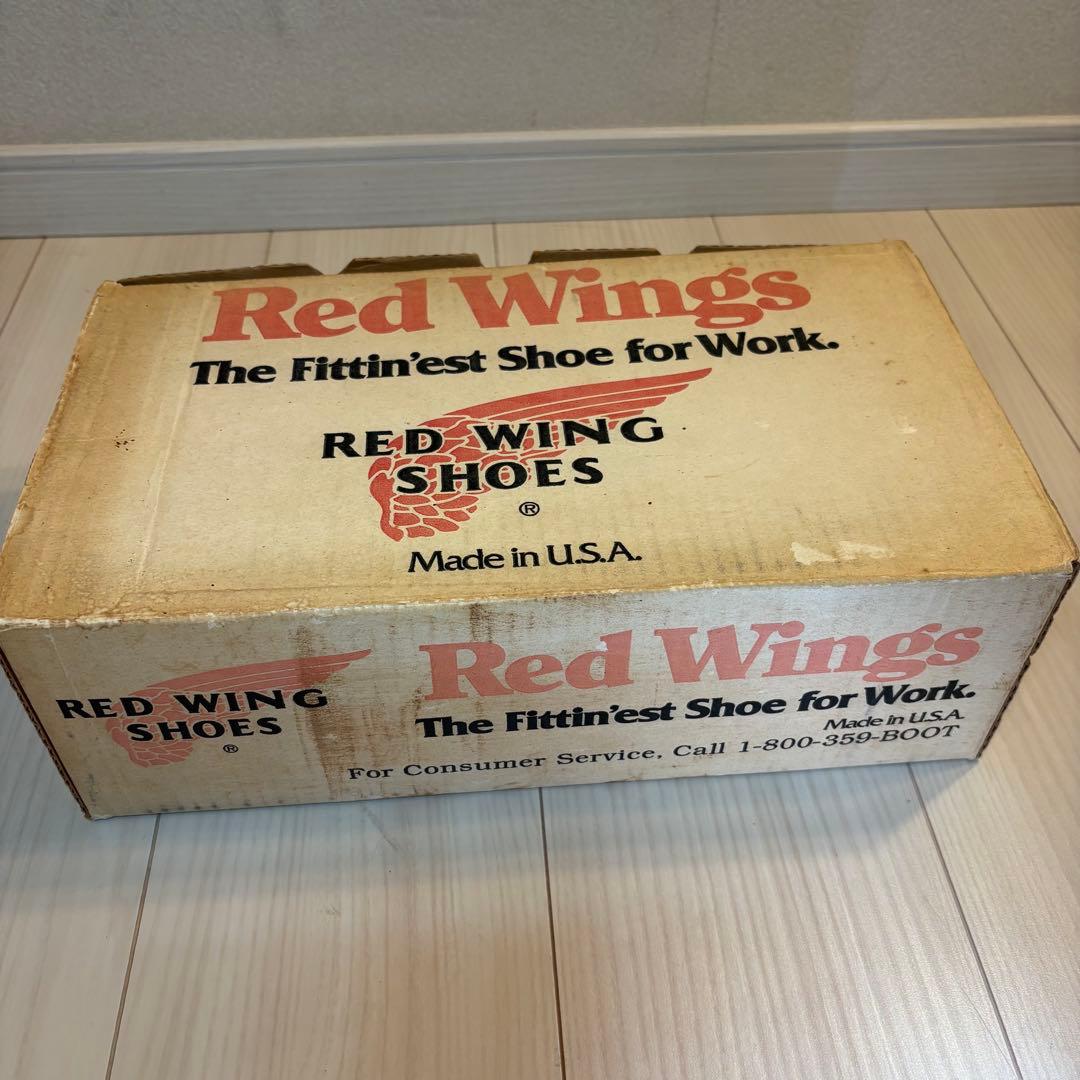 Red Wings
The Fittin'est Shoe for Work.
RED WING
SHOES
®
Made in U.S.A.
RED WING
SHOES
®
Red Wings
The Fittin'est Shoe for Work.
Made in U.S.A.
For Consumer Service, Call 1-800-359-BOOT